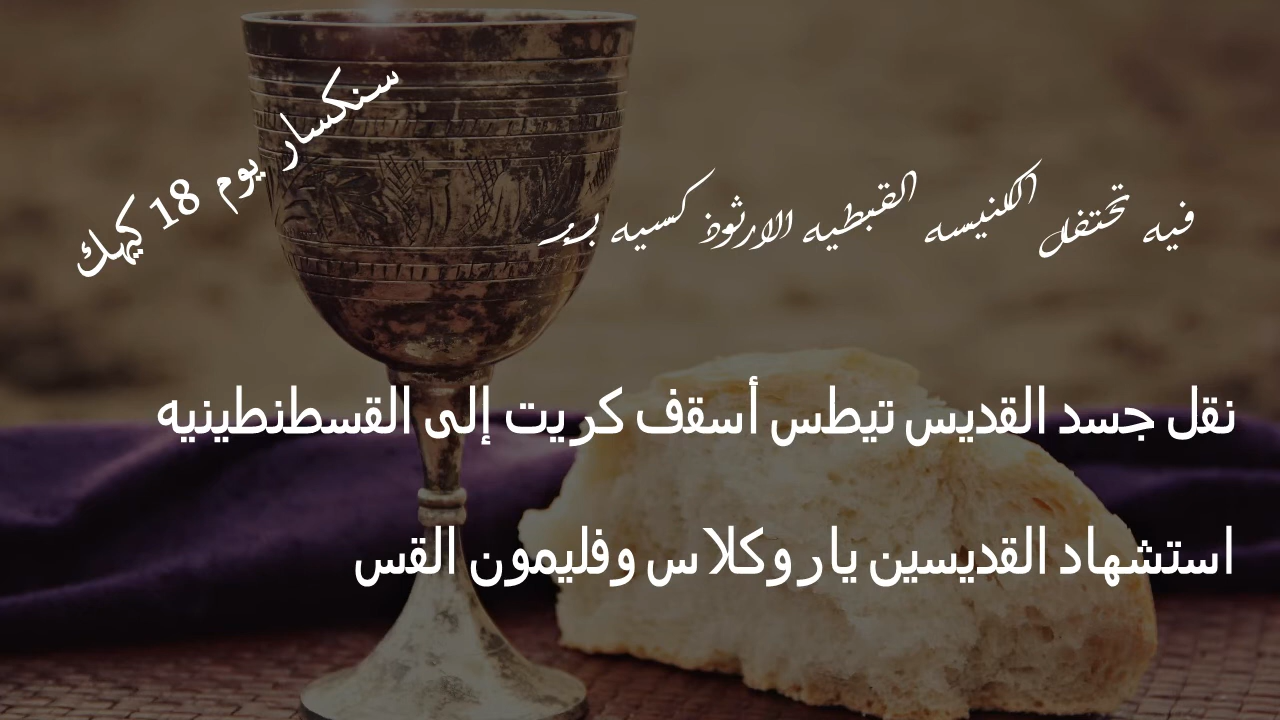 سنكسار يوم 18 كيهك
فيه تحتفل الكنيسه القبطيه الارثوذكسيه بـــ
نقل جسد القديس تيطس أسقف كريت إلى القسطنطينيه
استشهاد القديسين ياروكلاس وفليمون القس